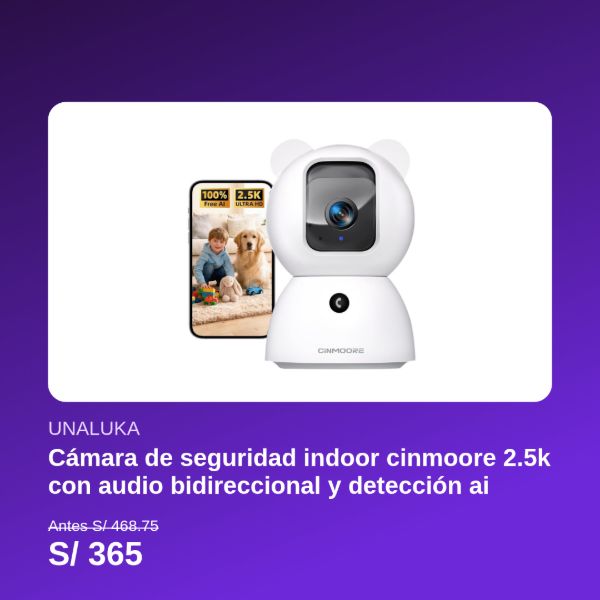 100%
Free AI
2.5K
ULTRA HD
CINMOORE
UNALUKA
Cámara de seguridad indoor cinmoore 2.5k
con audio bidireccional y detección ai
Antes S/ 468.75
S/ 365